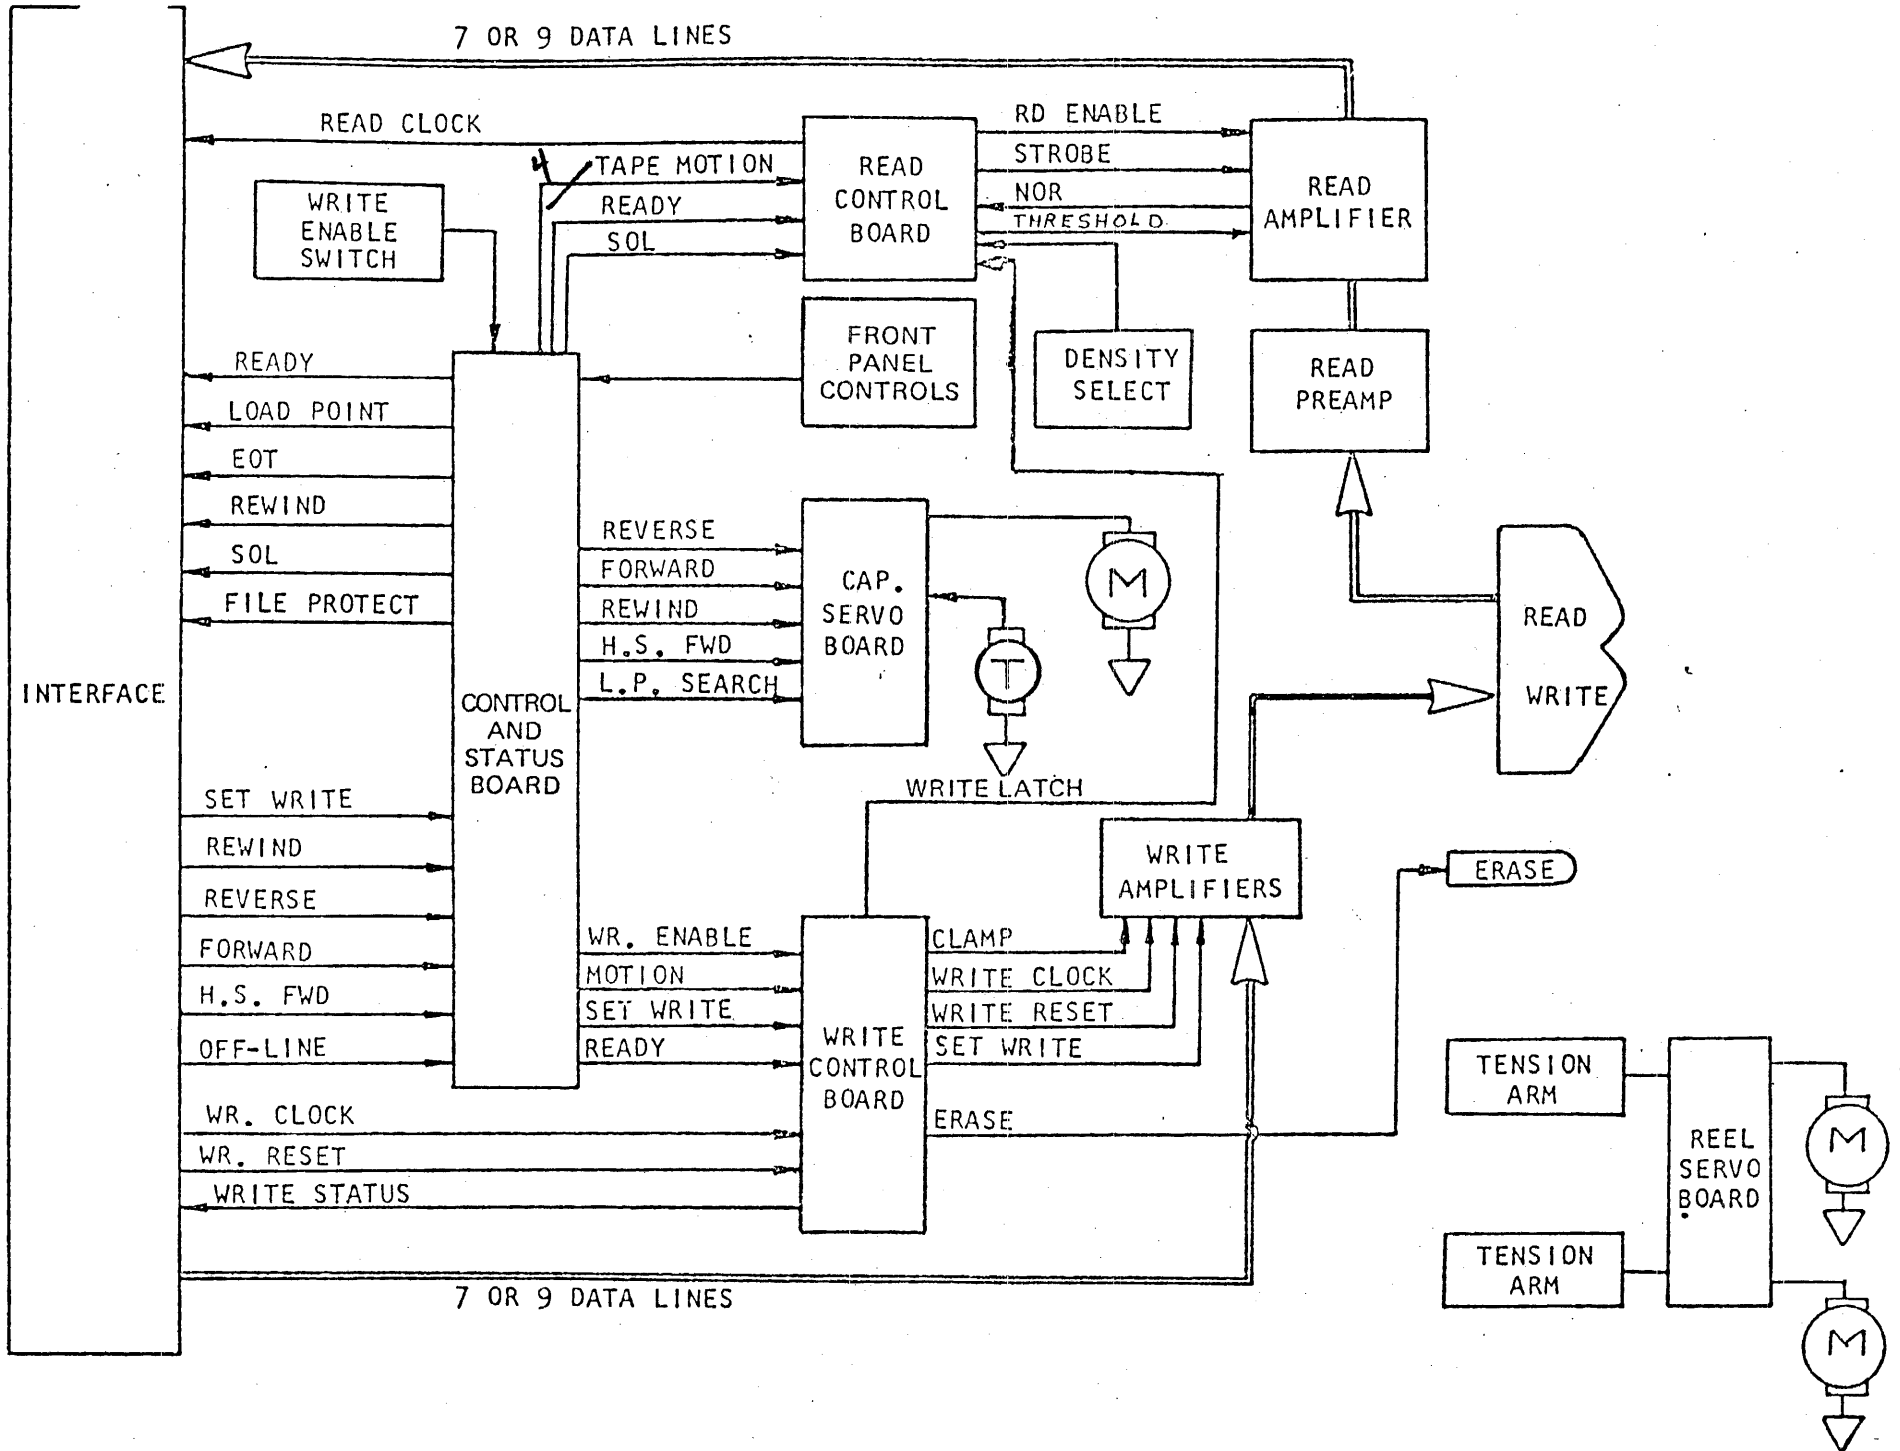 7 OR 9 DATA LINES
READ CLOCK
4
TAPE MOTION
READY
SOL
READ
CONTROL
BOARD
RD ENABLE
STROBE
NOR
THRESHOLD
READ
AMPLIFIER
WRITE
ENABLE
SWITCH
FRONT
PANEL
CONTROLS
DENSITY
SELECT
READ
PREAMP
READY
LOAD POINT
EOT
REWIND
SOL
FILE PROTECT
INTERFACE
CONTROL
AND
STATUS
BOARD
REVERSE
FORWARD
REWIND
H.S. FWD
L.P. SEARCH
CAP.
SERVO
BOARD
M
T
READ
WRITE
WRITE LATCH
SET WRITE
REWIND
REVERSE
FORWARD
H.S. FWD
OFF-LINE
WR. ENABLE
MOTION
SET WRITE
READY
WRITE
CONTROL
BOARD
CLAMP
WRITE CLOCK
WRITE RESET
SET WRITE
ERASE
WRITE
AMPLIFIERS
ERASE
WR. CLOCK
WR. RESET
WRITE STATUS
7 OR 9 DATA LINES
TENSION
ARM
TENSION
ARM
REEL
SERVO
BOARD
M
M